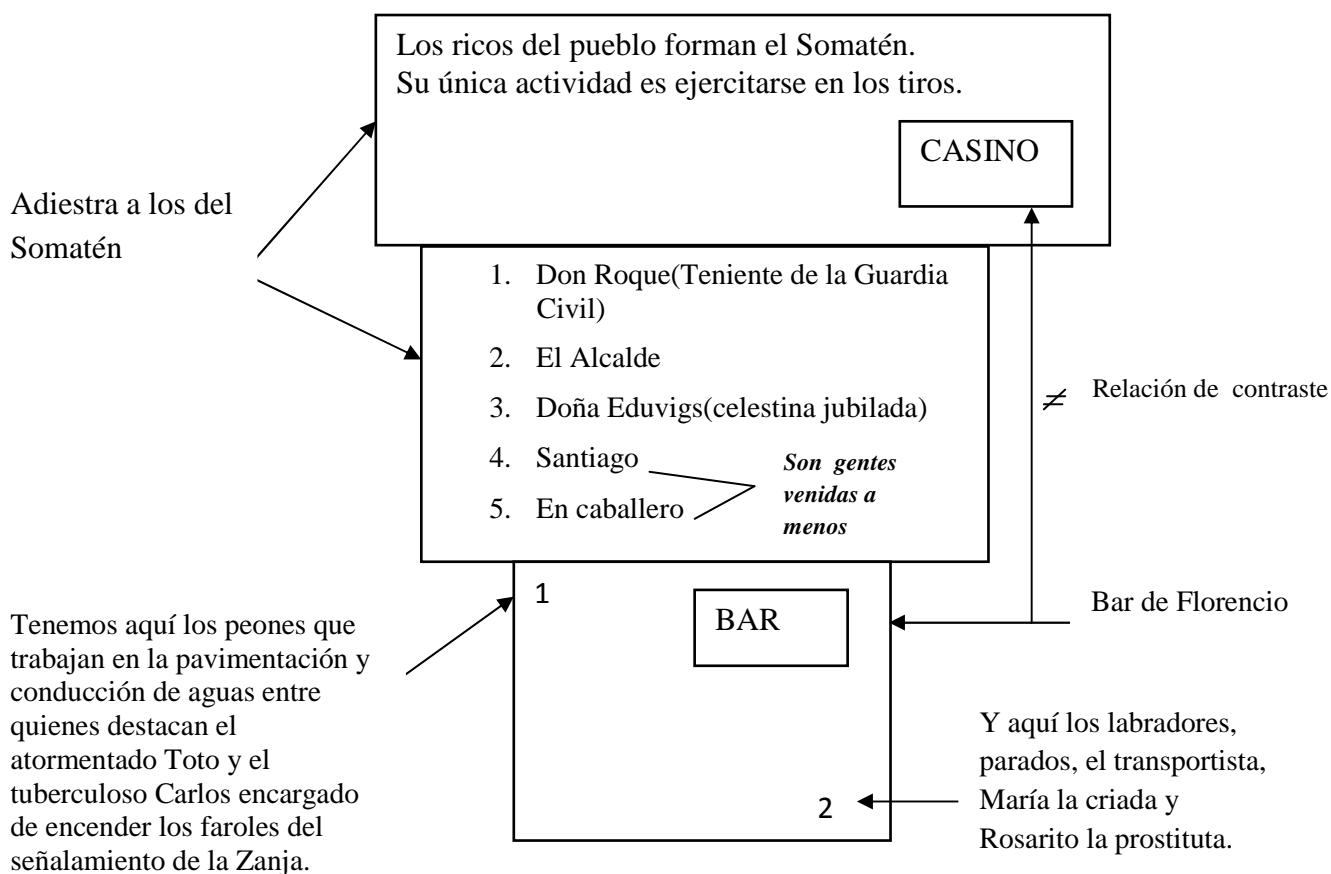 Los ricos del pueblo forman el Somatén.
Su única actividad es ejercitarse en los tiros.
CASINO
Adiestra a los del
Somatén
1. Don Roque(Teniente de la Guardia
Civil)
2. El Alcalde
3. Doña Eduvigs(celestina jubilada)
4. Santiago
5. En caballero
Son gentes
venidas a
menos
≠ Relación de contraste
1
BAR
Bar de Florencio
Tenemos aquí los peones que
trabajan en la pavimentación y
conducción de aguas entre
quienes destacan el
atormentado Toto y el
tuberculoso Carlos encargado
de encender los faroles del
señalamiento de la Zanja.
2
Y aquí los labradores,
parados, el transportista,
María la criada y
Rosarito la prostituta.